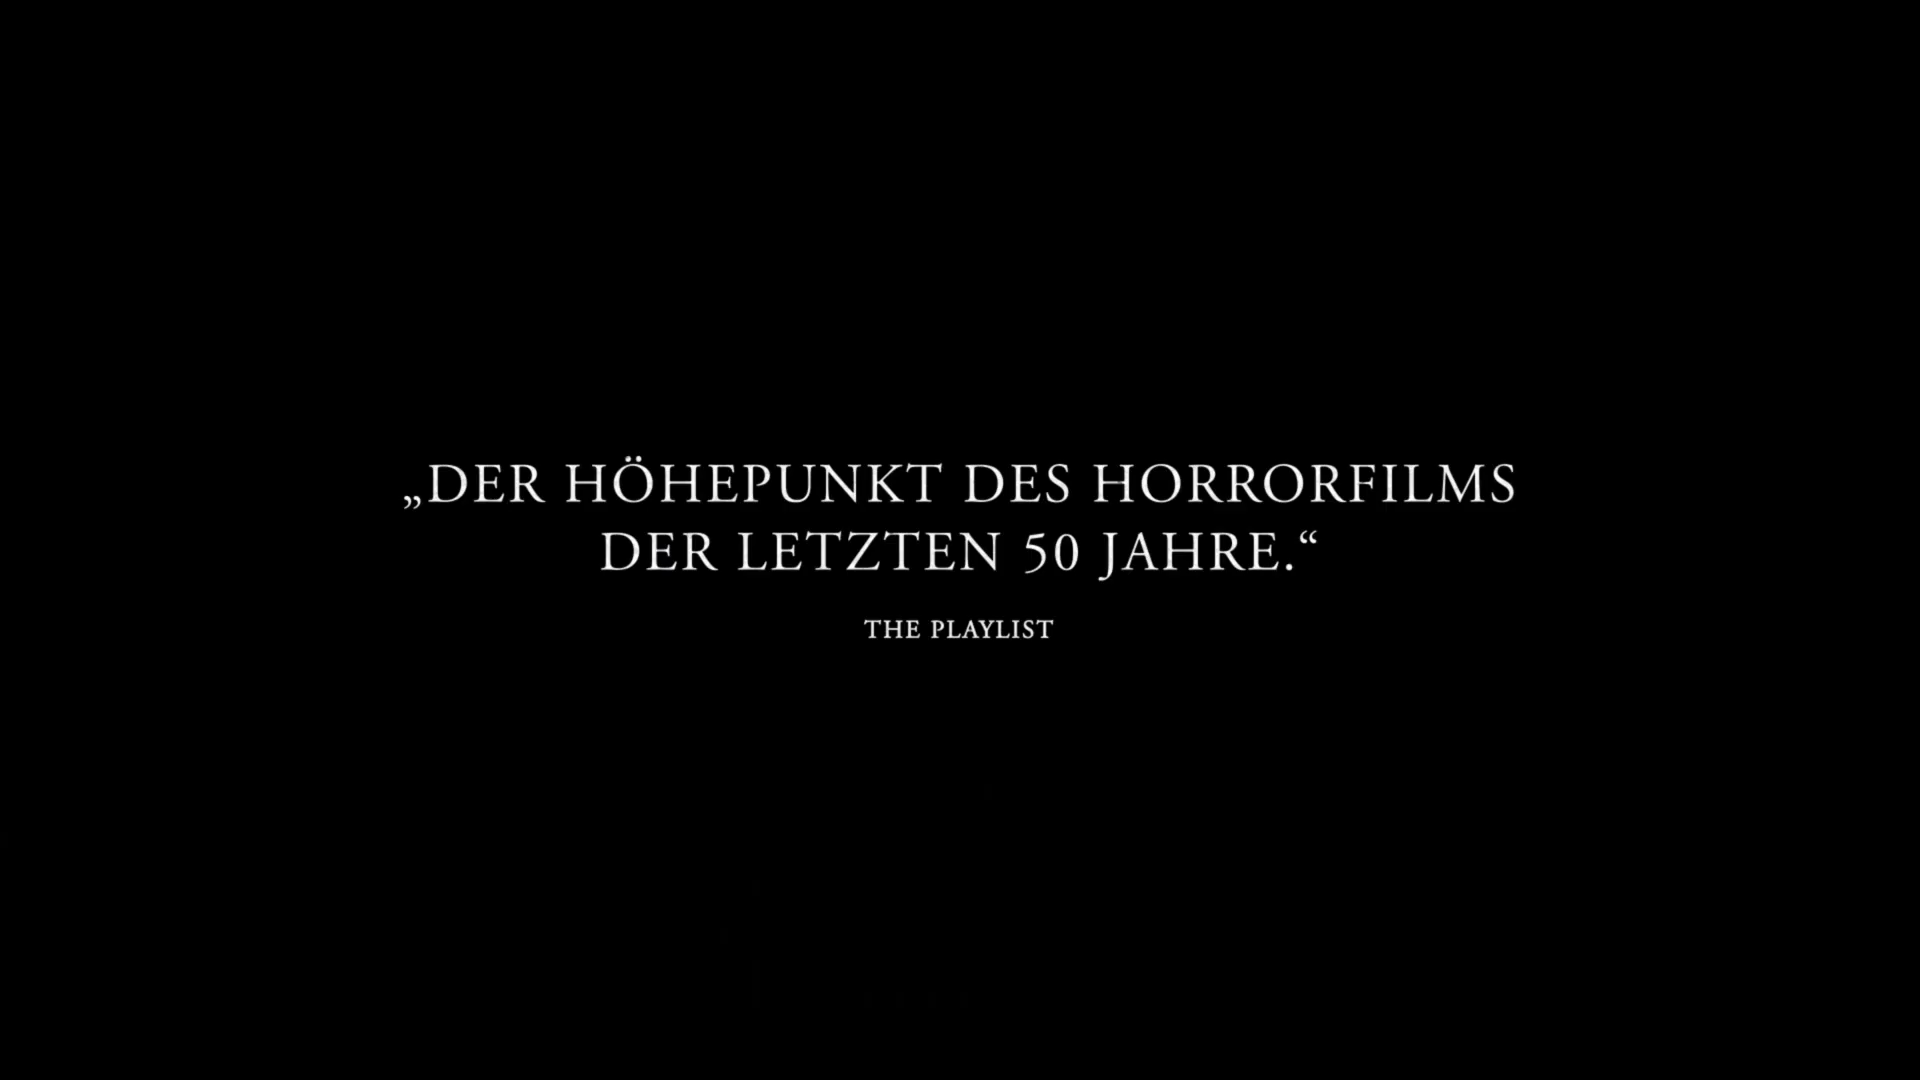 „DER HÖHEPUNKT DES HORRORFILMS
DER LETZTEN 50 JAHRE.“
THE PLAYLIST